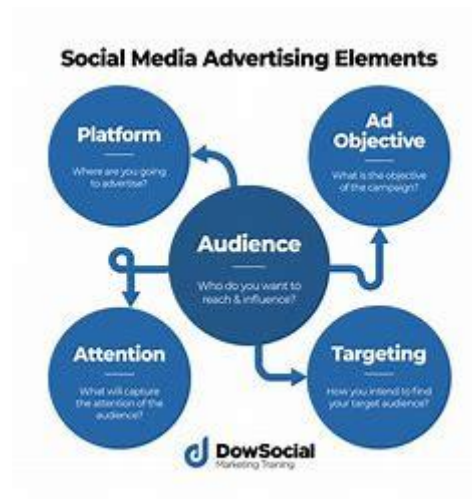 Social Media Advertising Elements
Platform
Where are you going
to advertise?
Ad
Objective
What is the objective
of the campaign?
Audience
Who do you want to
reach & influence?
Attention
What will capture
the attention of the
audience?
Targeting
How you intend to find
your target audience?
DowSocial
Marketing Training